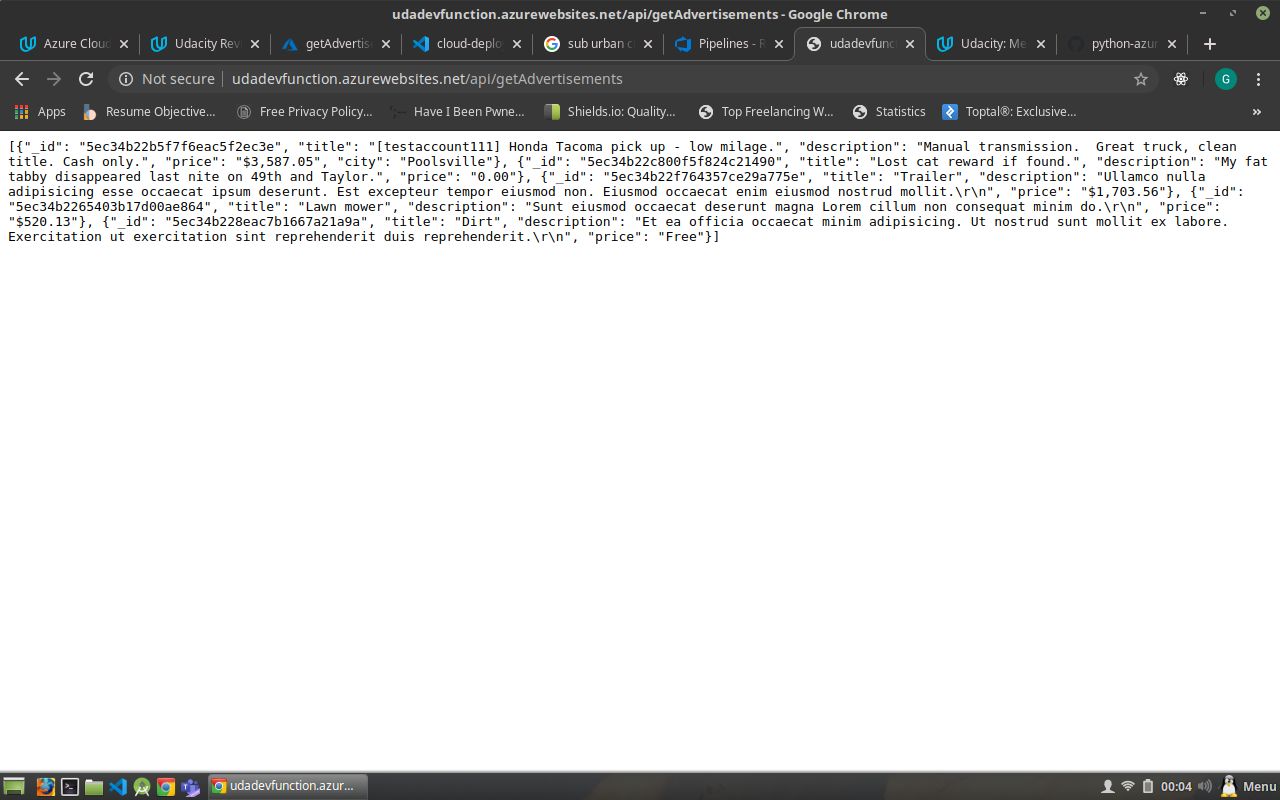 udadevfunction.azurewebsites.net/api/getAdvertisements - Google Chrome
Azure Cloud
Udacity Rev
getAdvertise
cloud-deplo
sub urban c
Pipelines - R
udadevfunc
Udacity: Me
python-azur
Not secure | udadevfunction.azurewebsites.net/api/getAdvertisements
G
Apps
Resume Objective...
Free Privacy Policy...
Have I Been Pwne...
Shields.io: Quality...
Top Freelancing W...
Statistics
Toptal®: Exclusive...
»
[{"_id": "5ec34b22b5f7f6eac5f2ec3e", "title": "[testaccount111] Honda Tacoma pick up - low milage.", "description": "Manual transmission.  Great truck, clean
title. Cash only.", "price": "$3,587.05", "city": "Poolsville"}, {"_id": "5ec34b22c800f5f824c21490", "title": "Lost cat reward if found.", "description": "My fat
tabby disappeared last nite on 49th and Taylor.", "price": "0.00"}, {"_id": "5ec34b22f764357ce29a775e", "title": "Trailer", "description": "Ullamco nulla
adipisicing esse occaecat ipsum deserunt. Est excepteur tempor eiusmod non. Eiusmod occaecat enim eiusmod nostrud mollit.\r\n", "price": "$1,703.56"}, {"_id":
"5ec34b2265403b17d00ae864", "title": "Lawn mower", "description": "Sunt eiusmod occaecat deserunt magna Lorem cillum non consequat minim do.\r\n", "price":
"$520.13"}, {"_id": "5ec34b228eac7b1667a21a9a", "title": "Dirt", "description": "Et ea officia occaecat minim adipisicing. Ut nostrud sunt mollit ex labore.
Exercitation ut exercitation sint reprehenderit duis reprehenderit.\r\n", "price": "Free"}]
udadevfunction.azur...
00:04
Menu